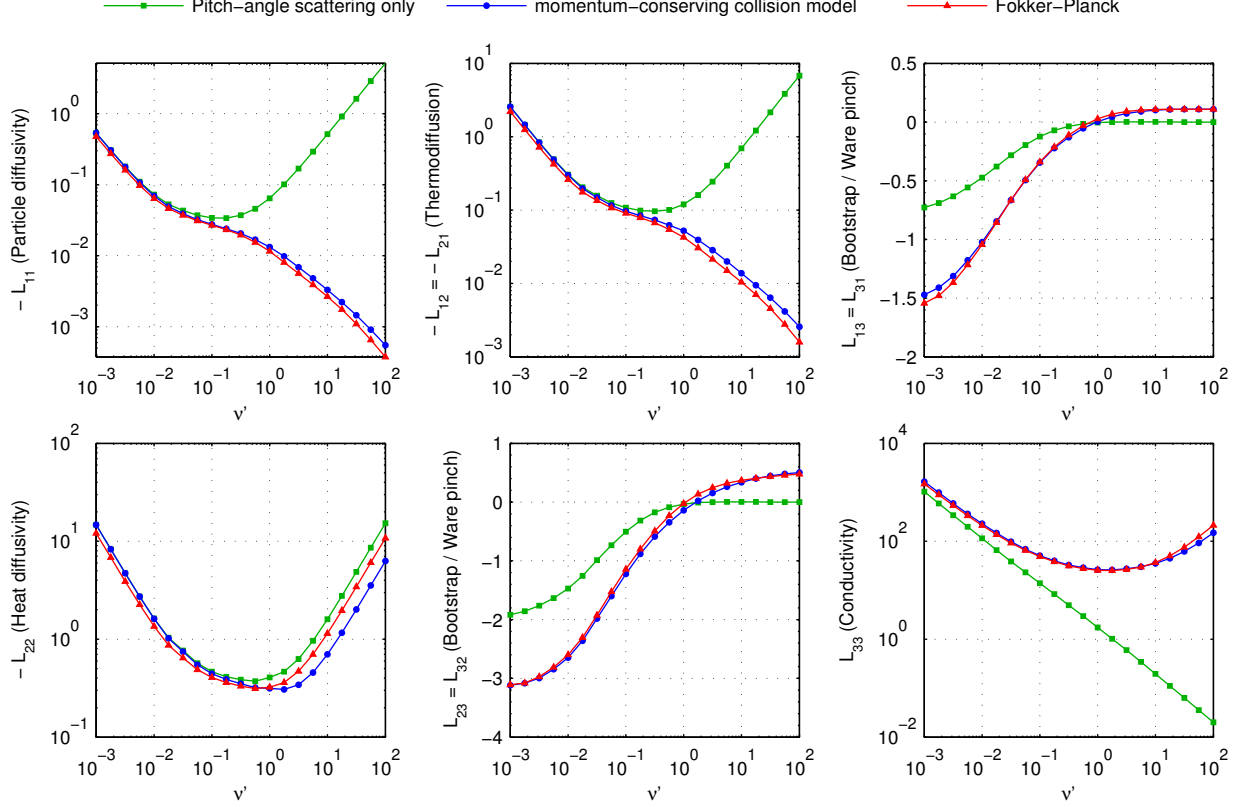 Pitch−angle scattering only momentum−conserving collision model Fokker−Planck
− L11 (Particle diffusivity)
10^0
10^−1
10^−2
10^−3
10^−3 10^−2 10^−1 10^0 10^1 10^2
ν'
− L12 = − L21 (Thermodiffusion)
10^1
10^0
10^−1
10^−2
10^−3
10^−3 10^−2 10^−1 10^0 10^1 10^2
ν'
L13 = L31 (Bootstrap / Ware pinch)
0.5
0
−0.5
−1
−1.5
−2
10^−3 10^−2 10^−1 10^0 10^1 10^2
ν'
− L22 (Heat diffusivity)
10^2
10^1
10^0
10^−1
10^−3 10^−2 10^−1 10^0 10^1 10^2
ν'
L23 = L32 (Bootstrap / Ware pinch)
1
0
−1
−2
−3
−4
10^−3 10^−2 10^−1 10^0 10^1 10^2
ν'
L33 (Conductivity)
10^4
10^2
10^0
10^−2
10^−3 10^−2 10^−1 10^0 10^1 10^2
ν'